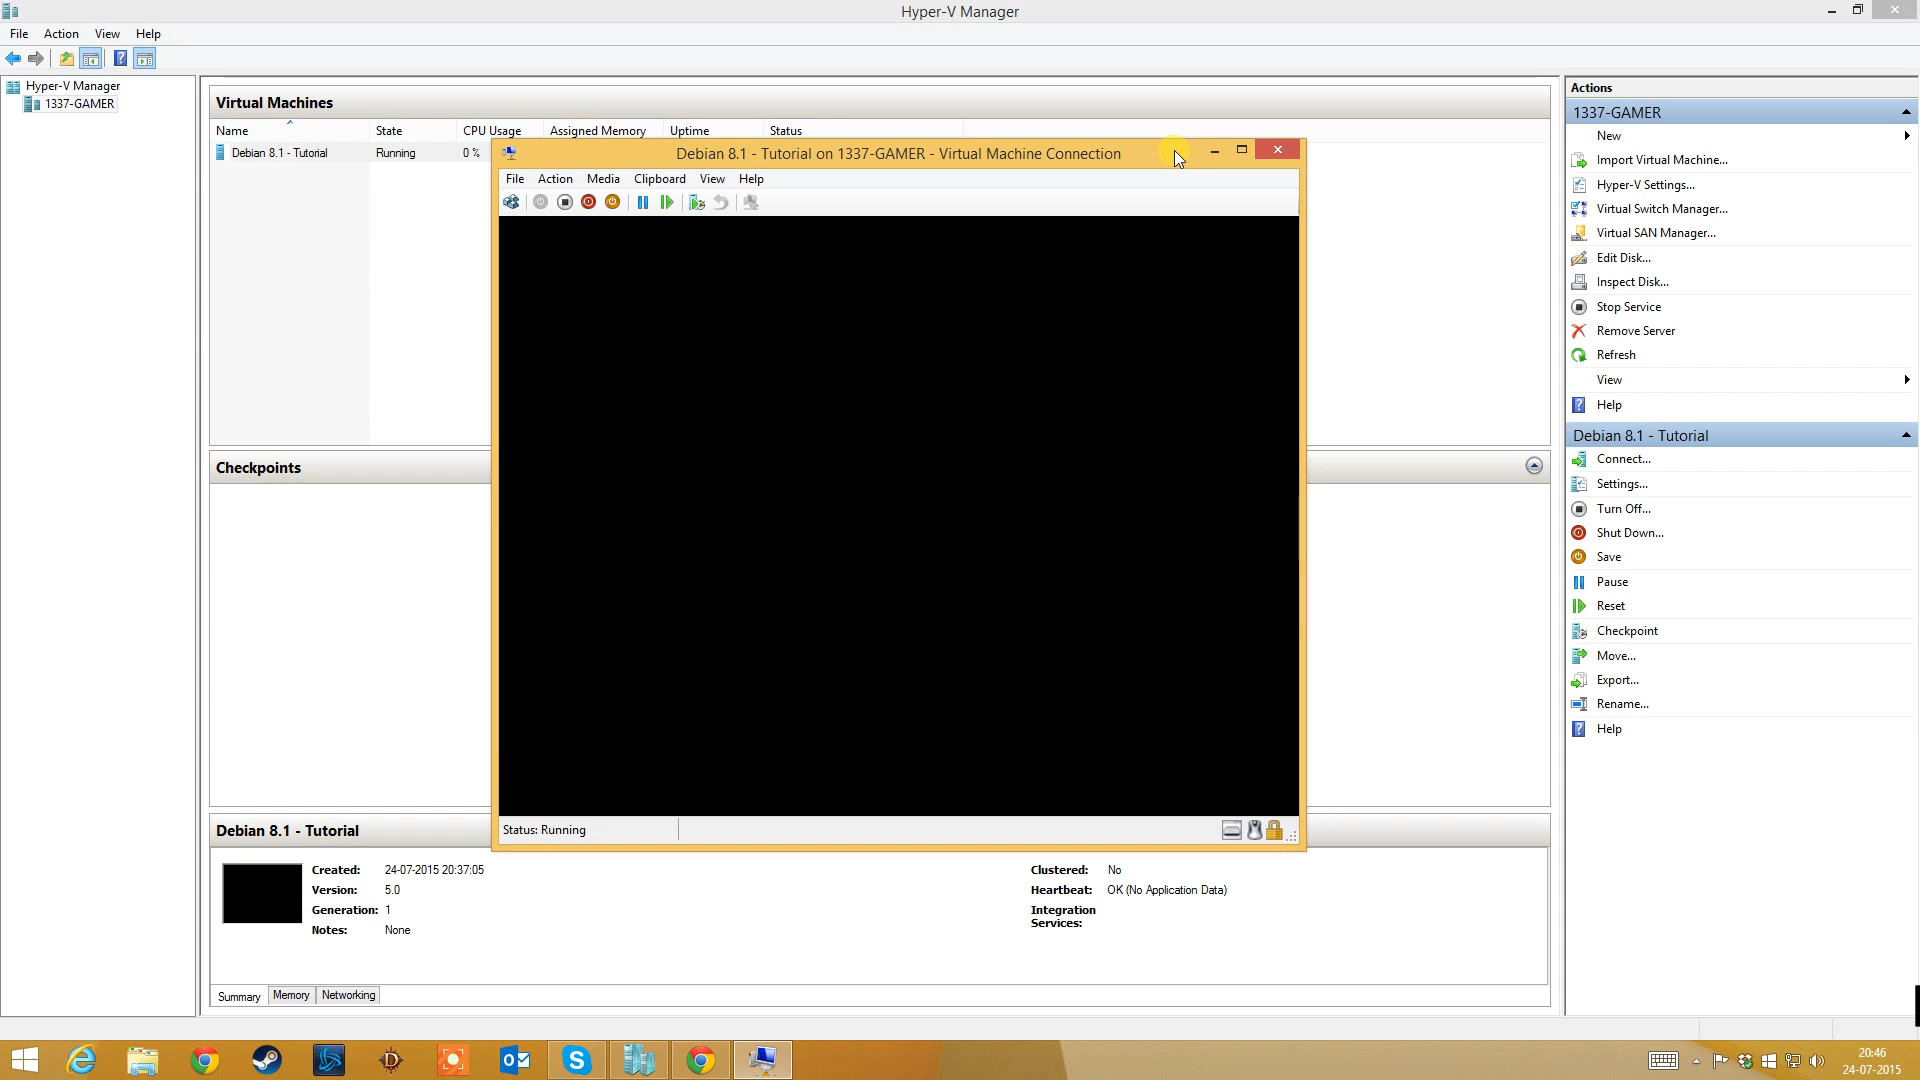 Hyper-V Manager
File Action View Help
Hyper-V Manager
1337-GAMER
Virtual Machines
Name State CPU Usage Assigned Memory Uptime Status
Debian 8.1 - Tutorial Running 0 %
Debian 8.1 - Tutorial on 1337-GAMER - Virtual Machine Connection
File Action Media Clipboard View Help
Status: Running
Checkpoints
Debian 8.1 - Tutorial
Created: 24-07-2015 20:37:05
Version: 5.0
Generation: 1
Notes: None
Clustered: No
Heartbeat: OK (No Application Data)
Integration
Services:
Summary Memory Networking
Actions
1337-GAMER
New
Import Virtual Machine...
Hyper-V Settings...
Virtual Switch Manager...
Virtual SAN Manager...
Edit Disk...
Inspect Disk...
Stop Service
Remove Server
Refresh
View
Help
Debian 8.1 - Tutorial
Connect...
Settings...
Turn Off...
Shut Down...
Save
Pause
Reset
Checkpoint
Move...
Export...
Rename...
Help
20:46
24-07-2015